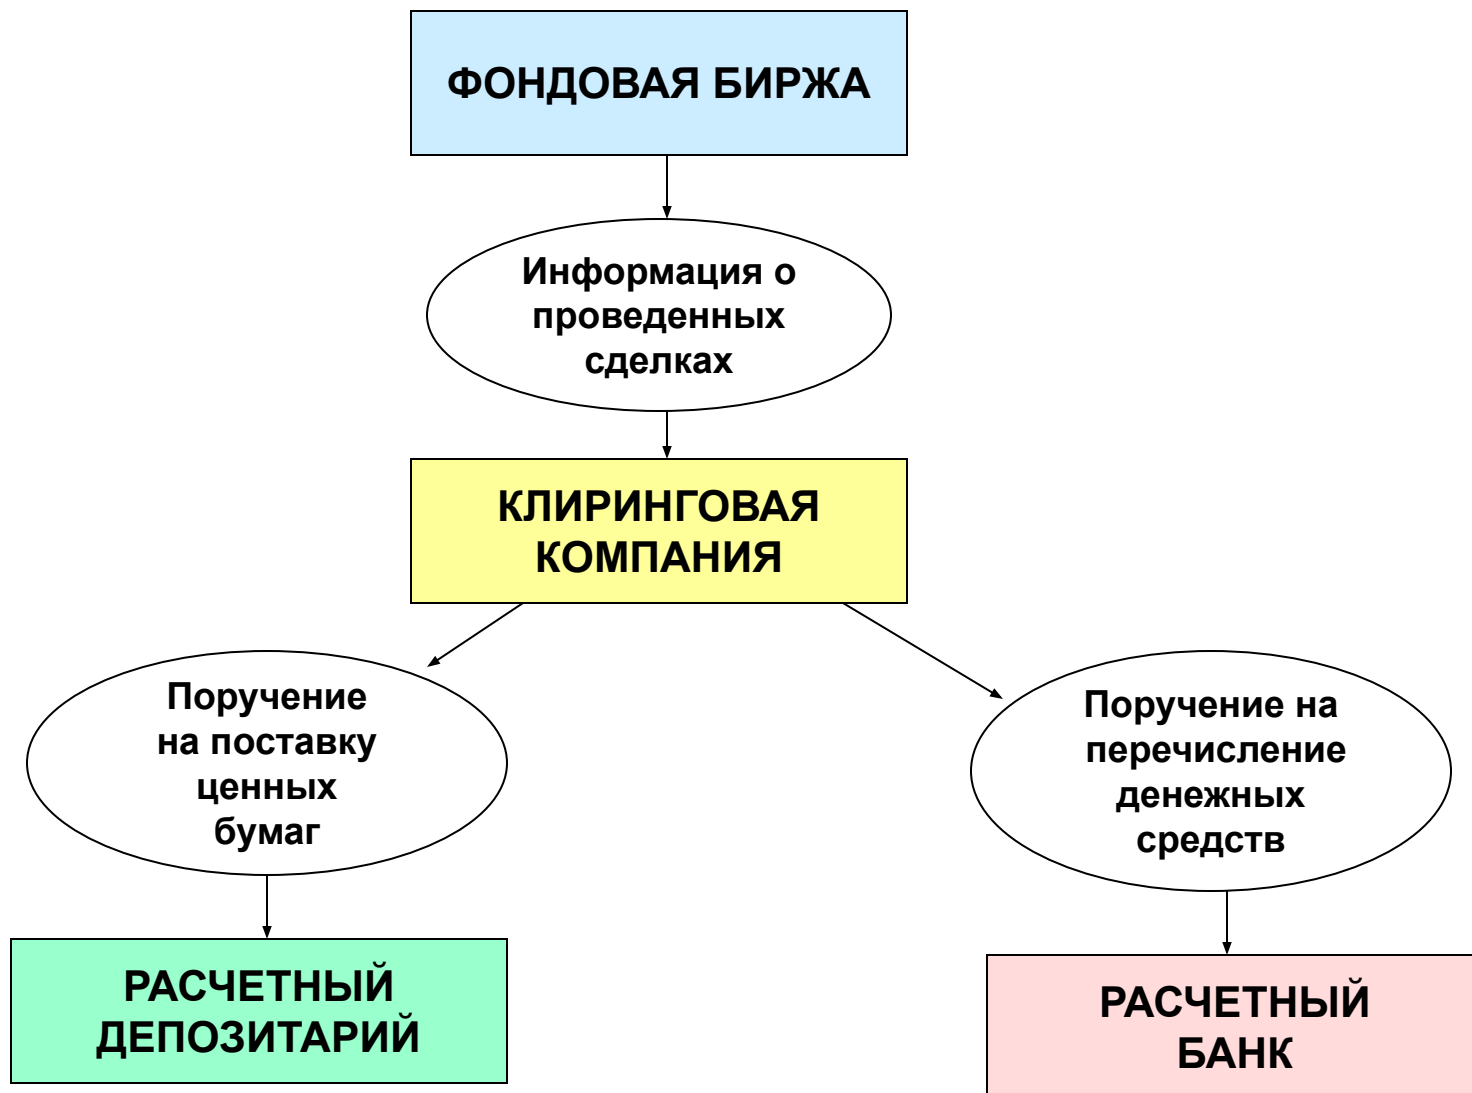 ФОНДОВАЯ БИРЖА
Информация о
проведенных
сделках
КЛИРИНГОВАЯ
КОМПАНИЯ
Поручение
на поставку
ценных
бумаг
Поручение на
перечисление
денежных
средств
РАСЧЕТНЫЙ
ДЕПОЗИТАРИЙ
РАСЧЕТНЫЙ
БАНК